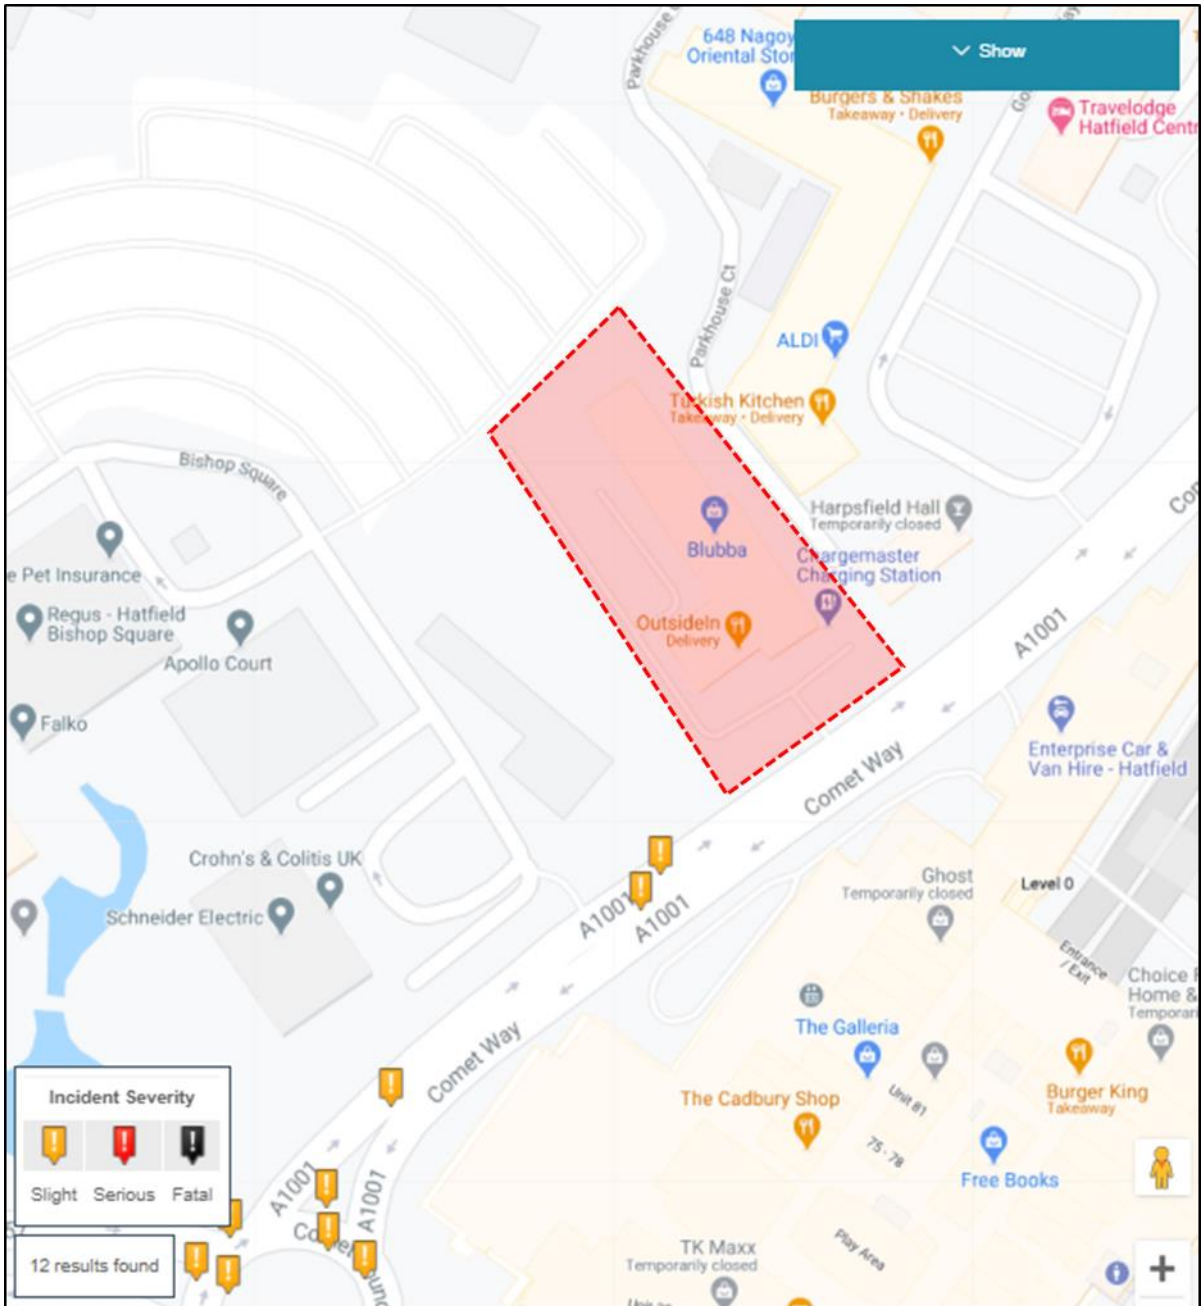 Parkhouse
648 Nagoy
Oriental Stor
Show
Burgers & Shakes
Takeaway • Delivery
Travelodge
Hatfield Centr
Parkhouse Ct
ALDI
Turkish Kitchen
Takeaway • Delivery
Bishop Square
Harpsfield Hall
Temporarily closed
Blubba
Chargemaster
Charging Station
e Pet Insurance
Regus - Hatfield
Bishop Square
Apollo Court
OutsideIn
Delivery
A1001
Falko
Enterprise Car &
Van Hire - Hatfield
Comet Way
Crohn's & Colitis UK
Schneider Electric
Ghost
Temporarily closed
Level 0
A1001
A1001
Entrance
/ Exit
Choice
Home &
Temporari
The Galleria
Comet Way
Incident Severity
Slight Serious Fatal
The Cadbury Shop
Unit 81
Burger King
Takeaway
75 - 78
Free Books
A1001
A1001
12 results found
TK Maxx
Temporarily closed
Play Area